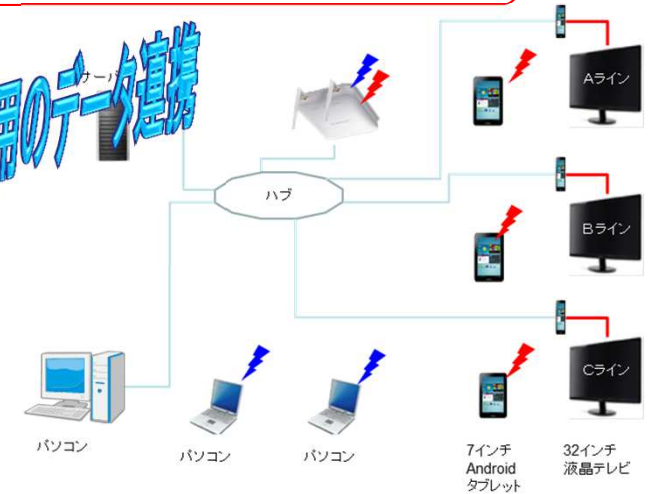 用のデータ連携
サーバ
Aライン
ハブ
Bライン
Cライン
パソコン
パソコン
パソコン
7インチ
Android
タブレット
32インチ
液晶テレビ